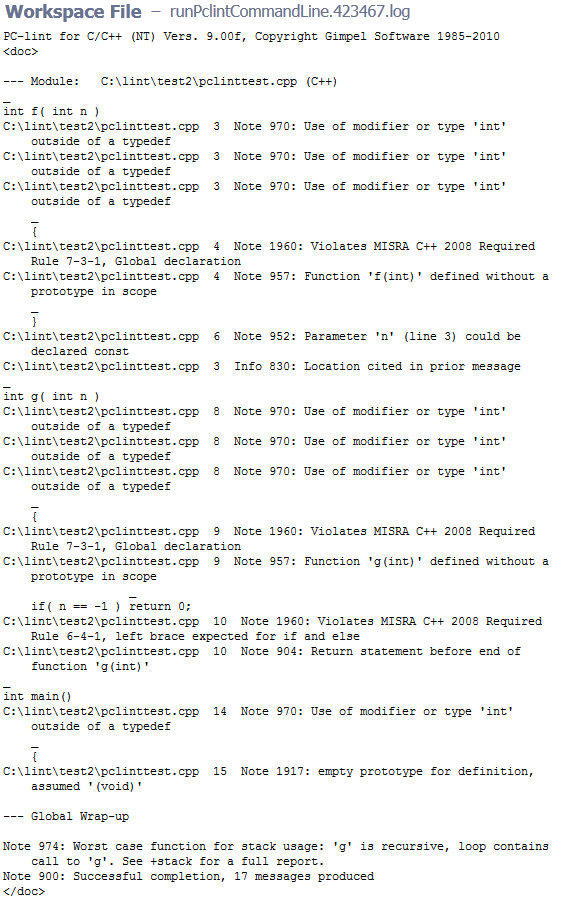 Workspace File – runPclintCommandLine.423467.log
PC-lint for C/C++ (NT) Vers. 9.00f, Copyright Gimpel Software 1985-2010
<doc>
--- Module:   C:\lint\test2\pclinttest.cpp (C++)
_
int f( int n )
C:\lint\test2\pclinttest.cpp  3  Note 970: Use of modifier or type 'int'
    outside of a typedef
C:\lint\test2\pclinttest.cpp  3  Note 970: Use of modifier or type 'int'
    outside of a typedef
C:\lint\test2\pclinttest.cpp  3  Note 970: Use of modifier or type 'int'
    outside of a typedef
    _
    {
C:\lint\test2\pclinttest.cpp  4  Note 1960: Violates MISRA C++ 2008 Required
    Rule 7-3-1, Global declaration
C:\lint\test2\pclinttest.cpp  4  Note 957: Function 'f(int)' defined without a
    prototype in scope
    _
    }
C:\lint\test2\pclinttest.cpp  6  Note 952: Parameter 'n' (line 3) could be
    declared const
C:\lint\test2\pclinttest.cpp  3  Info 830: Location cited in prior message
_
int g( int n )
C:\lint\test2\pclinttest.cpp  8  Note 970: Use of modifier or type 'int'
    outside of a typedef
C:\lint\test2\pclinttest.cpp  8  Note 970: Use of modifier or type 'int'
    outside of a typedef
C:\lint\test2\pclinttest.cpp  8  Note 970: Use of modifier or type 'int'
    outside of a typedef
    _
    {
C:\lint\test2\pclinttest.cpp  9  Note 1960: Violates MISRA C++ 2008 Required
    Rule 7-3-1, Global declaration
C:\lint\test2\pclinttest.cpp  9  Note 957: Function 'g(int)' defined without a
    prototype in scope
                  _
    if( n == -1 ) return 0;
C:\lint\test2\pclinttest.cpp  10  Note 1960: Violates MISRA C++ 2008 Required
    Rule 6-4-1, left brace expected for if and else
C:\lint\test2\pclinttest.cpp  10  Note 904: Return statement before end of
    function 'g(int)'
_
int main()
C:\lint\test2\pclinttest.cpp  14  Note 970: Use of modifier or type 'int'
    outside of a typedef
    _
    {
C:\lint\test2\pclinttest.cpp  15  Note 1917: empty prototype for definition,
    assumed '(void)'
--- Global Wrap-up
Note 974: Worst case function for stack usage: 'g' is recursive, loop contains
    call to 'g'. See +stack for a full report.
Note 900: Successful completion, 17 messages produced
</doc>